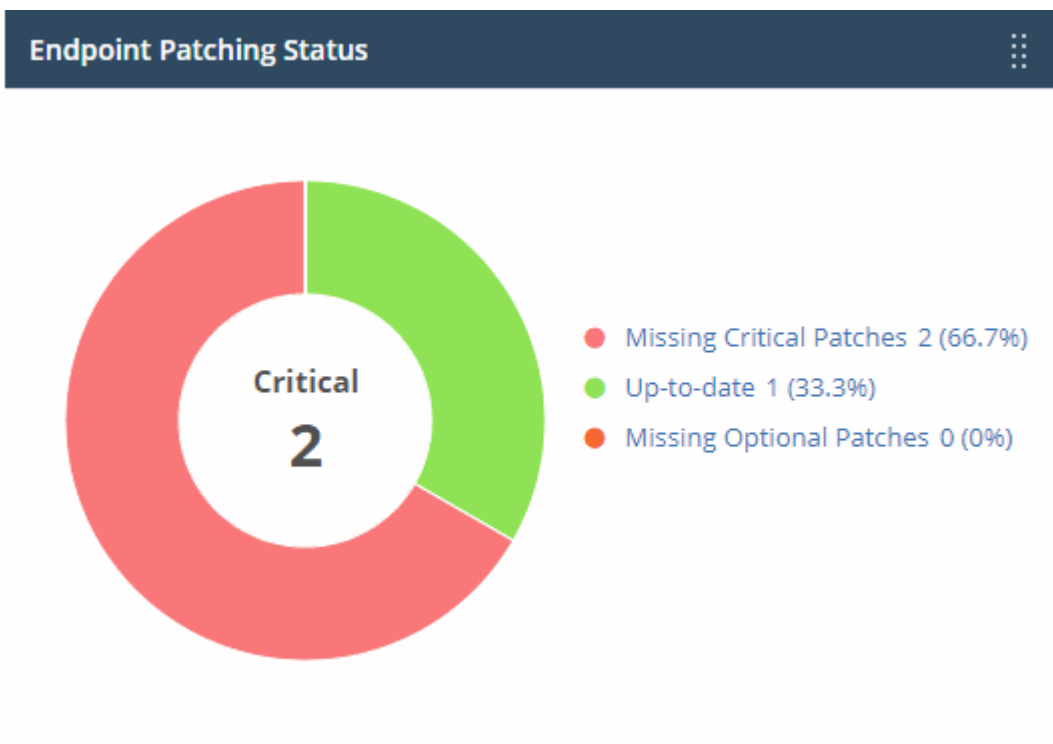 Endpoint Patching Status
Critical
2
Missing Critical Patches 2 (66.7%)
Up-to-date 1 (33.3%)
Missing Optional Patches 0 (0%)